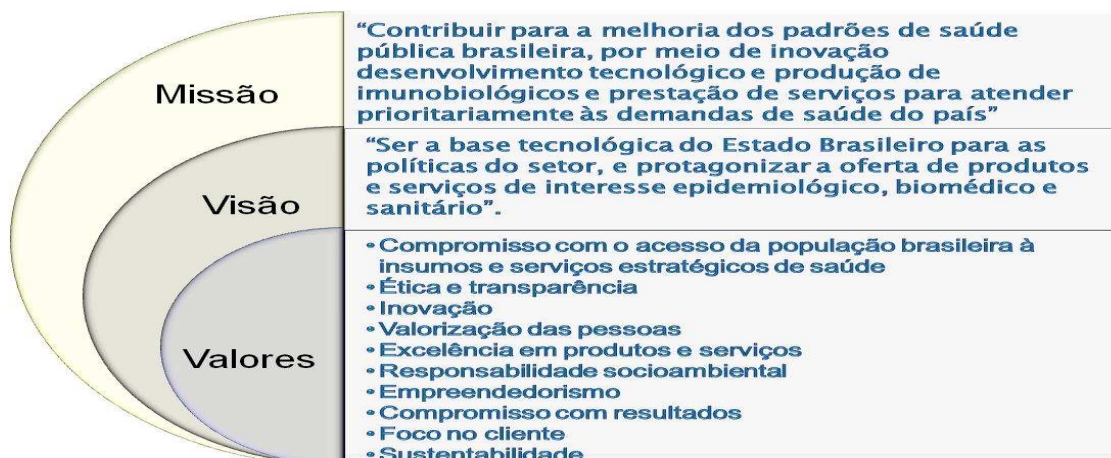 Missão
“Contribuir para a melhoria dos padrões de saúde
pública brasileira, por meio de inovação
desenvolvimento tecnológico e produção de
imunobiológicos e prestação de serviços para atender
prioritariamente às demandas de saúde do país”
Visão
“Ser a base tecnológica do Estado Brasileiro para as
políticas do setor, e protagonizar a oferta de produtos
e serviços de interesse epidemiológico, biomédico e
sanitário”.
Valores
• Compromisso com o acesso da população brasileira à
insumos e serviços estratégicos de saúde
• Ética e transparência
• Inovação
• Valorização das pessoas
• Excelência em produtos e serviços
• Responsabilidade socioambiental
• Empreendedorismo
• Compromisso com resultados
• Foco no cliente
• Sustentabilidade